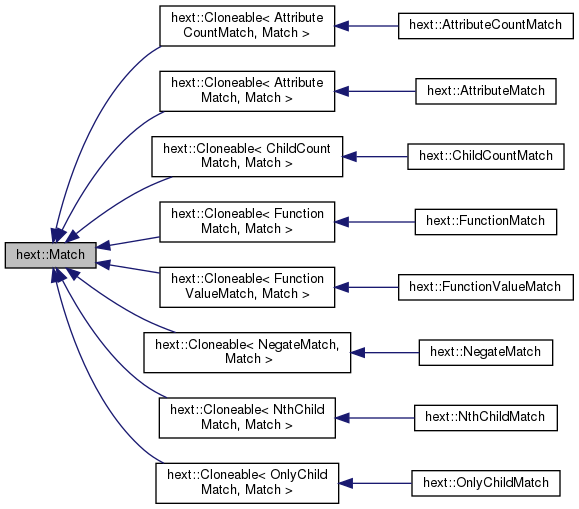 hext::Cloneable< Attribute
CountMatch, Match >
hext::AttributeCountMatch
hext::Cloneable< Attribute
Match, Match >
hext::AttributeMatch
hext::Cloneable< ChildCount
Match, Match >
hext::ChildCountMatch
hext::Cloneable< Function
Match, Match >
hext::FunctionMatch
hext::Match
hext::Cloneable< Function
ValueMatch, Match >
hext::FunctionValueMatch
hext::Cloneable< NegateMatch,
Match >
hext::NegateMatch
hext::Cloneable< NthChild
Match, Match >
hext::NthChildMatch
hext::Cloneable< OnlyChild
Match, Match >
hext::OnlyChildMatch